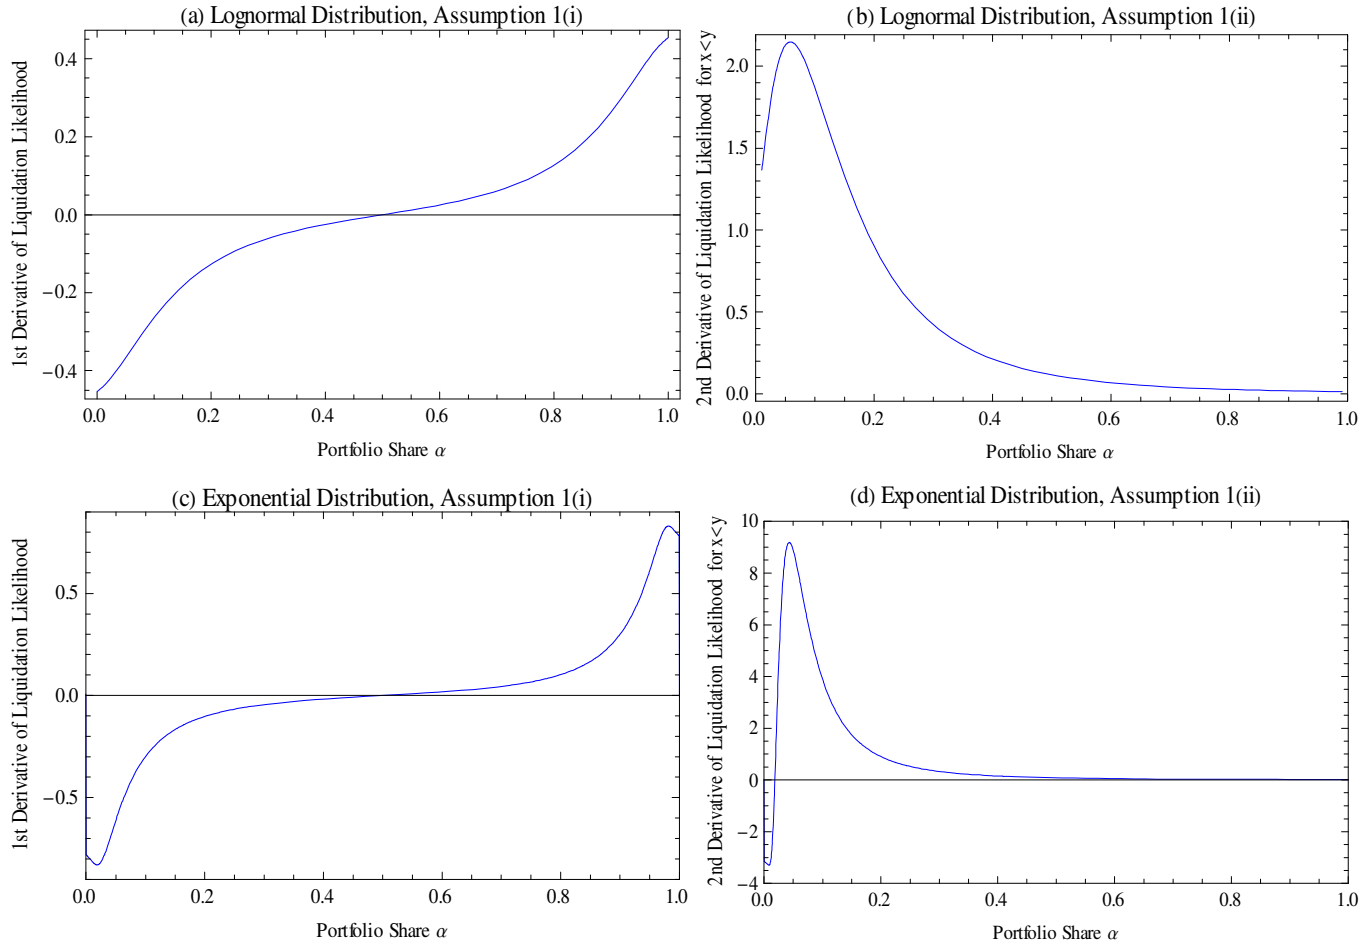 (a) Lognormal Distribution, Assumption 1(i)
1st Derivative of Liquidation Likelihood
0.4
0.2
0.0
−0.2
−0.4
0.0 0.2 0.4 0.6 0.8 1.0
Portfolio Share α
(b) Lognormal Distribution, Assumption 1(ii)
2nd Derivative of Liquidation Likelihood for x<y
2.0
1.5
1.0
0.5
0.0
0.0 0.2 0.4 0.6 0.8 1.0
Portfolio Share α
(c) Exponential Distribution, Assumption 1(i)
1st Derivative of Liquidation Likelihood
0.5
0.0
−0.5
0.0 0.2 0.4 0.6 0.8 1.0
Portfolio Share α
(d) Exponential Distribution, Assumption 1(ii)
2nd Derivative of Liquidation Likelihood for x<y
10
8
6
4
2
0
−2
−4
0.0 0.2 0.4 0.6 0.8 1.0
Portfolio Share α